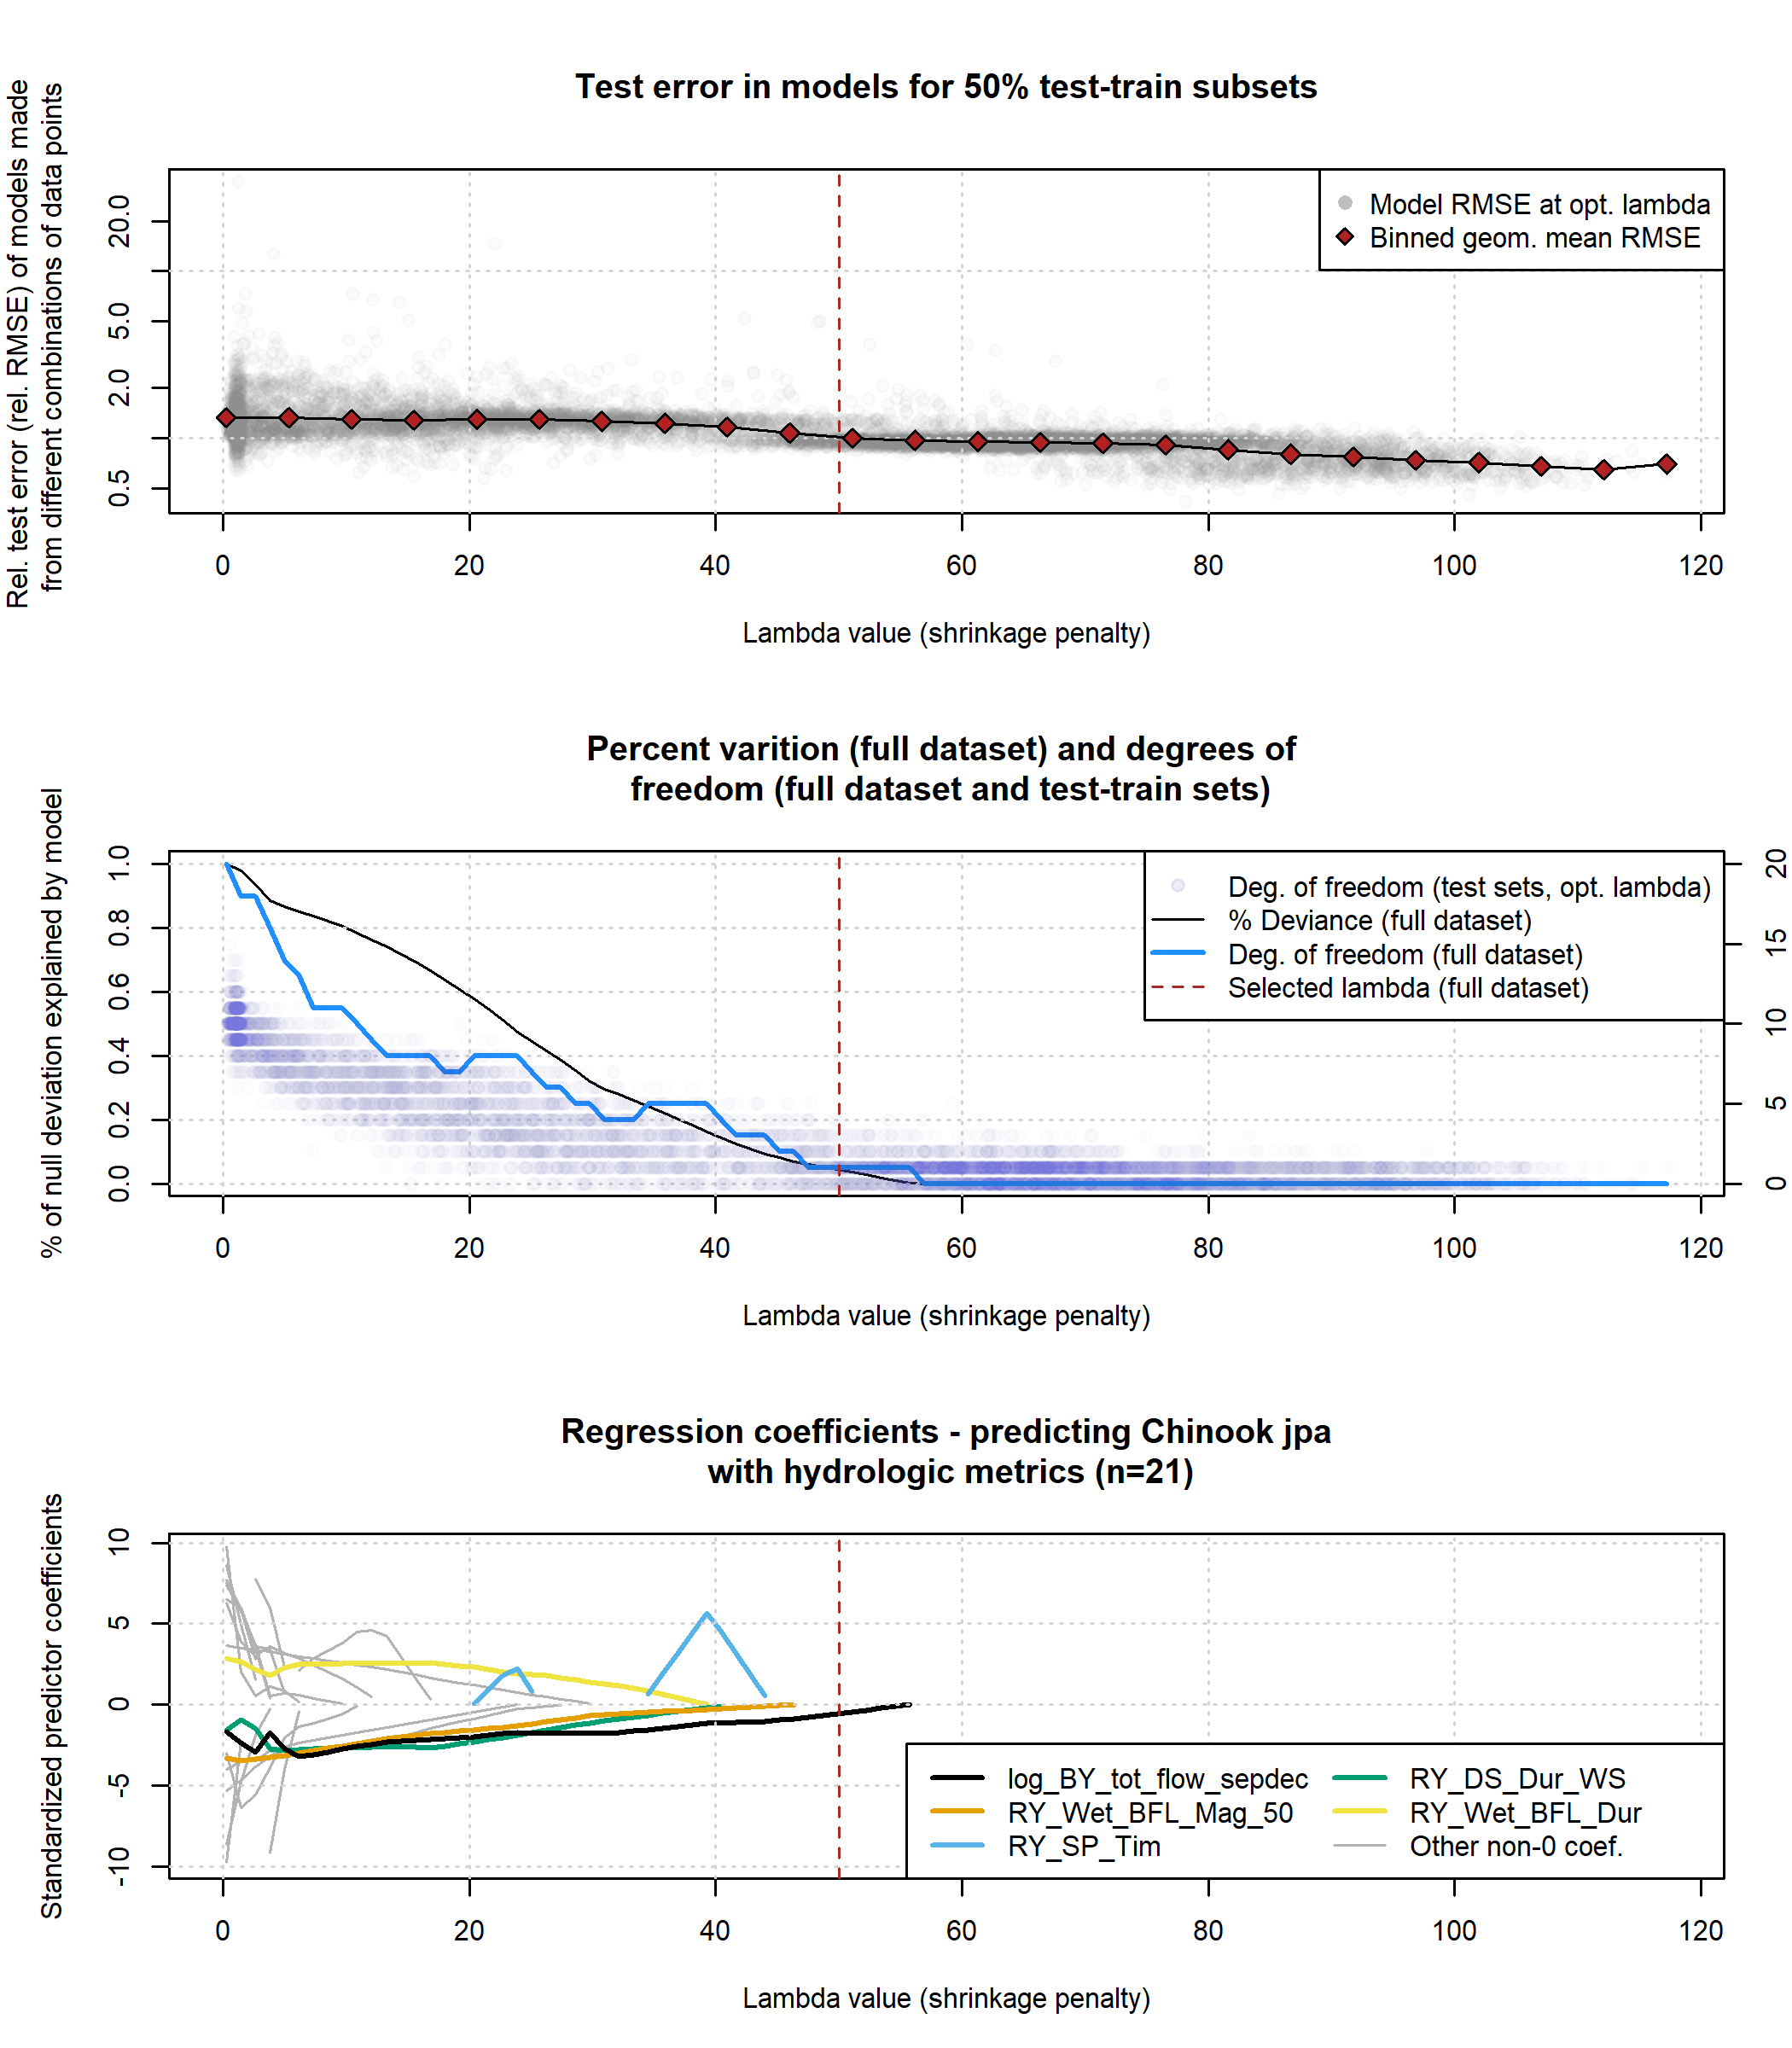 Test error in models for 50% test-train subsets
Rel. test error (rel. RMSE) of models made
from different combinations of data points
20.0
5.0
2.0
0.5
Model RMSE at opt. lambda
Binned geom. mean RMSE
0 20 40 60 80 100 120
Lambda value (shrinkage penalty)
Percent varition (full dataset) and degrees of
freedom (full dataset and test-train sets)
% of null deviation explained by model
1.0
0.8
0.6
0.4
0.2
0.0
20
15
10
5
0
Deg. of freedom (test sets, opt. lambda)
% Deviance (full dataset)
Deg. of freedom (full dataset)
Selected lambda (full dataset)
0 20 40 60 80 100 120
Lambda value (shrinkage penalty)
Regression coefficients - predicting Chinook jpa
with hydrologic metrics (n=21)
Standardized predictor coefficients
10
5
0
-5
-10
log_BY_tot_flow_sepdec
RY_Wet_BFL_Mag_50
RY_SP_Tim
RY_DS_Dur_WS
RY_Wet_BFL_Dur
Other non-0 coef.
0 20 40 60 80 100 120
Lambda value (shrinkage penalty)